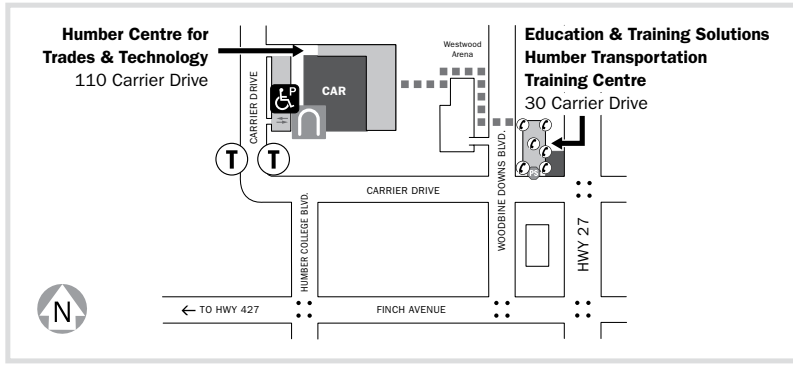 Humber Centre for
Trades & Technology
110 Carrier Drive
Westwood
Arena
Education & Training Solutions
Humber Transportation
Training Centre
30 Carrier Drive
CARRIER DRIVE
P
CAR
T
T
CARRIER DRIVE
HUMBER COLLEGE BLVD.
WOODBINE DOWNS BLVD.
HWY 27
N
← TO HWY 427
FINCH AVENUE